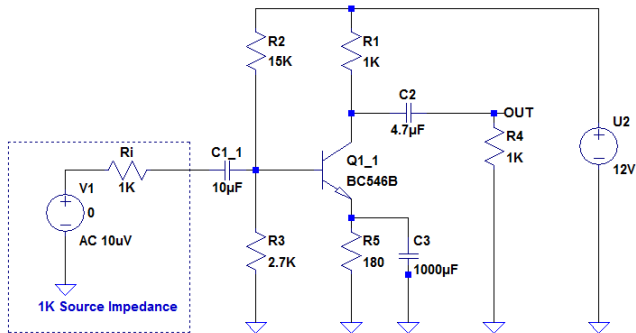 R2
15K
R1
1K
C2
4.7µF
OUT
R4
1K
U2
12V
Ri
1K
C1_1
10µF
Q1_1
BC546B
V1
0
AC 10uV
R3
2.7K
R5
180
C3
1000µF
1K Source Impedance